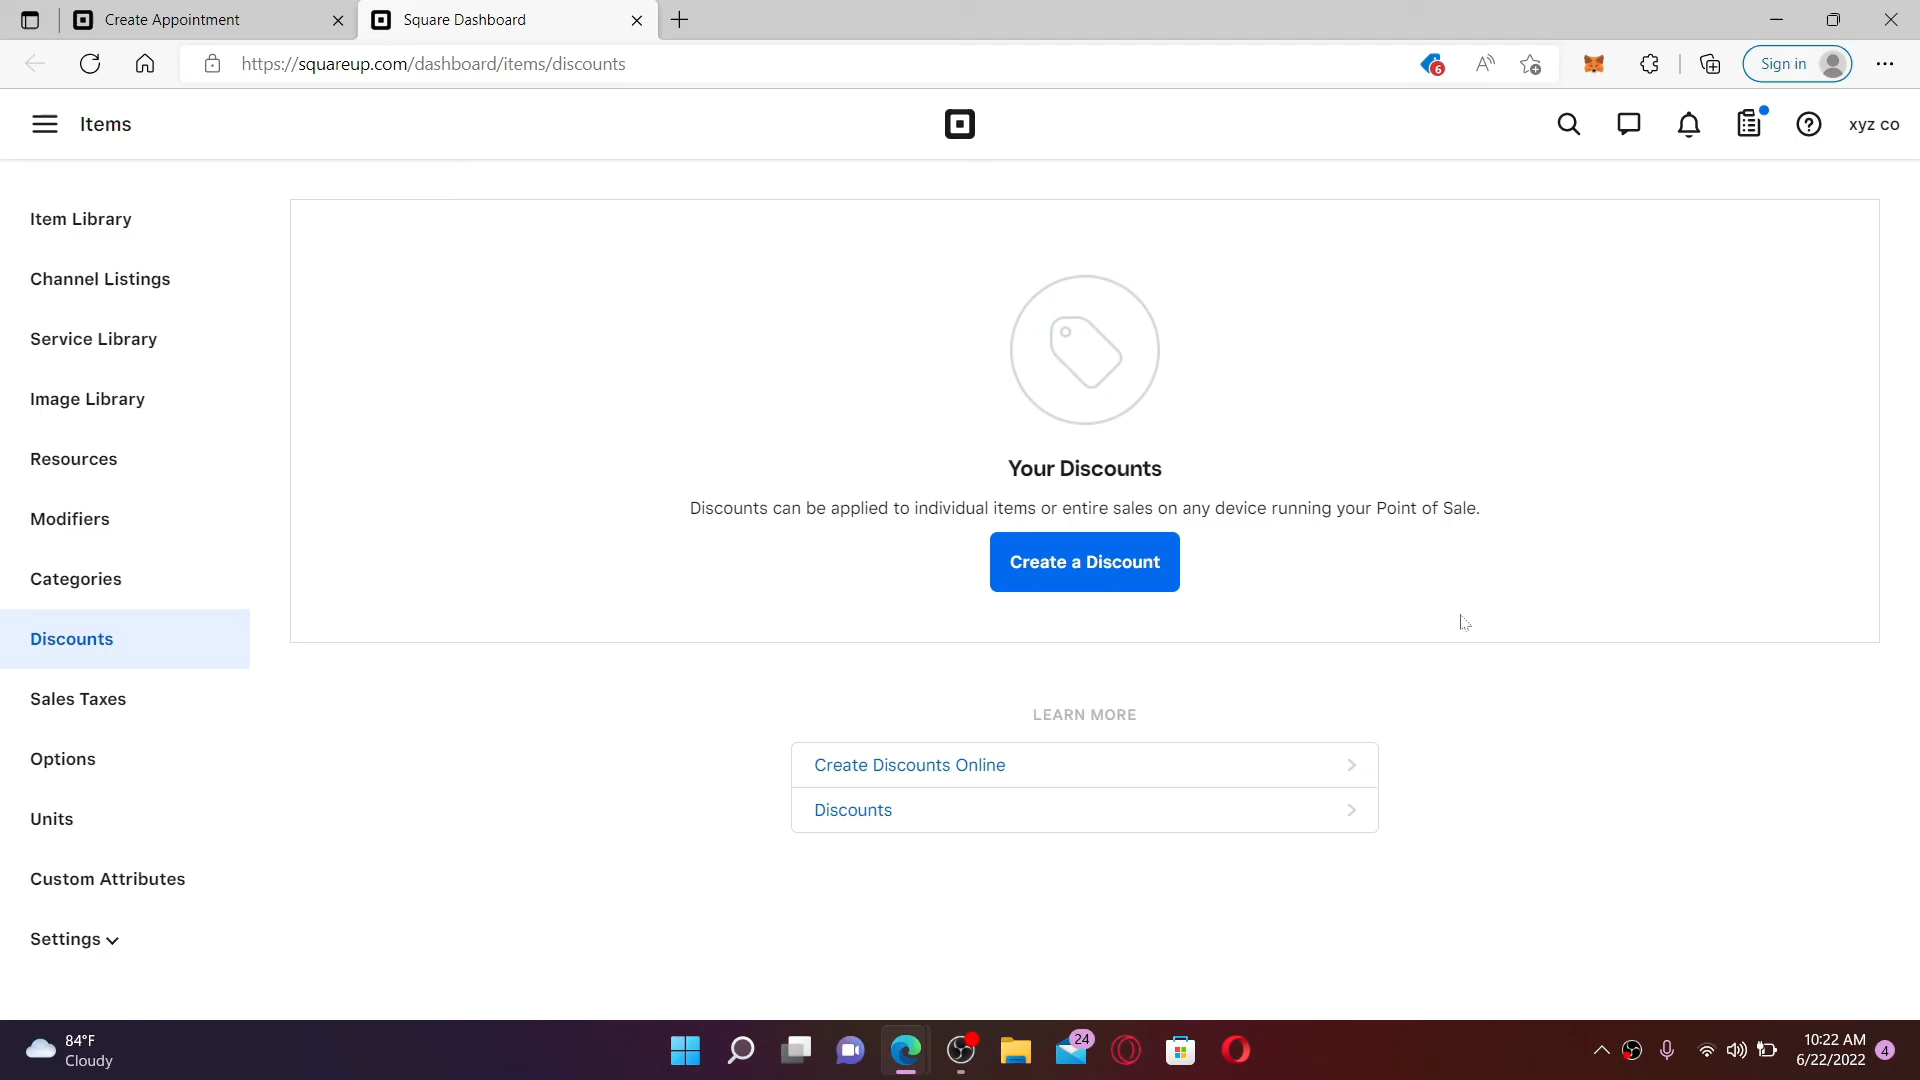 Create Appointment
Square Dashboard
https://squareup.com/dashboard/items/discounts
6
Sign in
Items
xyz co
Item Library
Channel Listings
Service Library
Image Library
Resources
Modifiers
Categories
Discounts
Sales Taxes
Options
Units
Custom Attributes
Settings
Your Discounts
Discounts can be applied to individual items or entire sales on any device running your Point of Sale.
Create a Discount
LEARN MORE
Create Discounts Online
Discounts
84°F
Cloudy
24
10:22 AM
6/22/2022
4